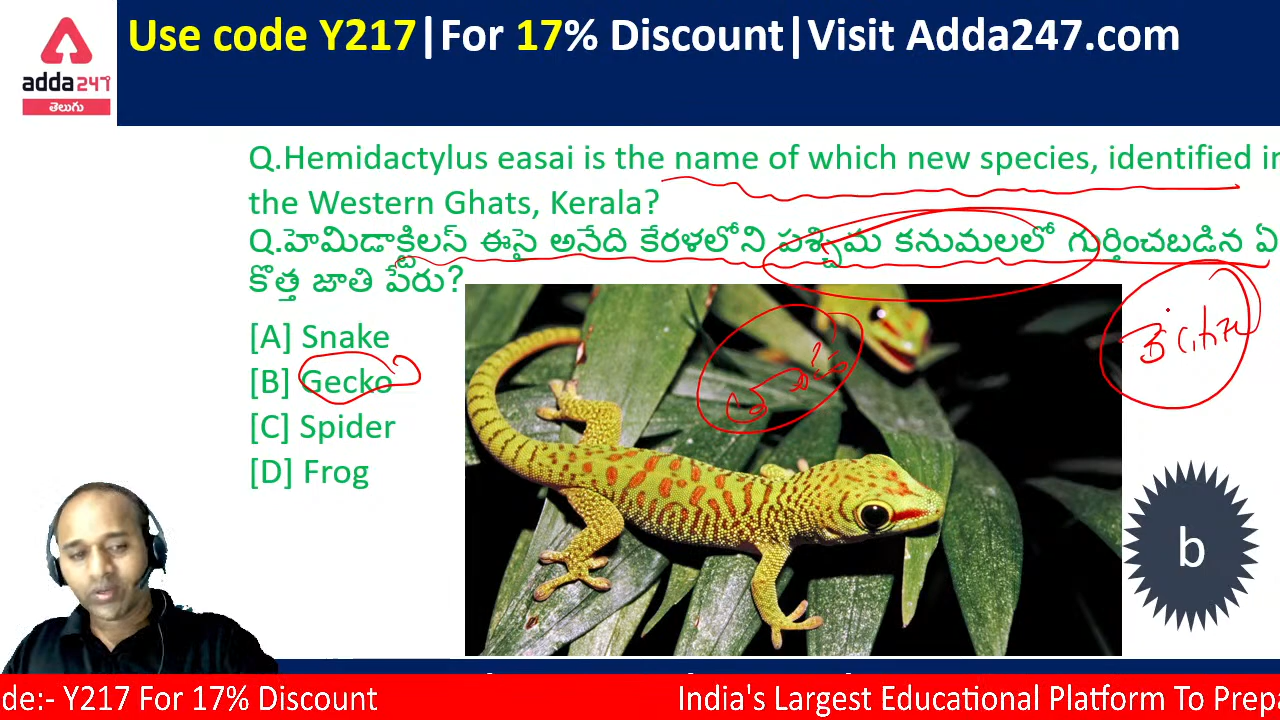 Use code Y217|For 17% Discount|Visit Adda247.com
adda247
తెలుగు
Q.Hemidactylus easai is the name of which new species, identified in
the Western Ghats, Kerala?
Q.హెమిడాక్టిలస్ ఈసై అనేది కేరళలోని పశ్చిమ కనుమలలో గుర్తించబడిన ఏ
కొత్త జాతి పేరు?
[A] Snake
[B] Gecko
[C] Spider
[D] Frog
b
de:- Y217 For 17% Discount
India's Largest Educational Platform To Prepa